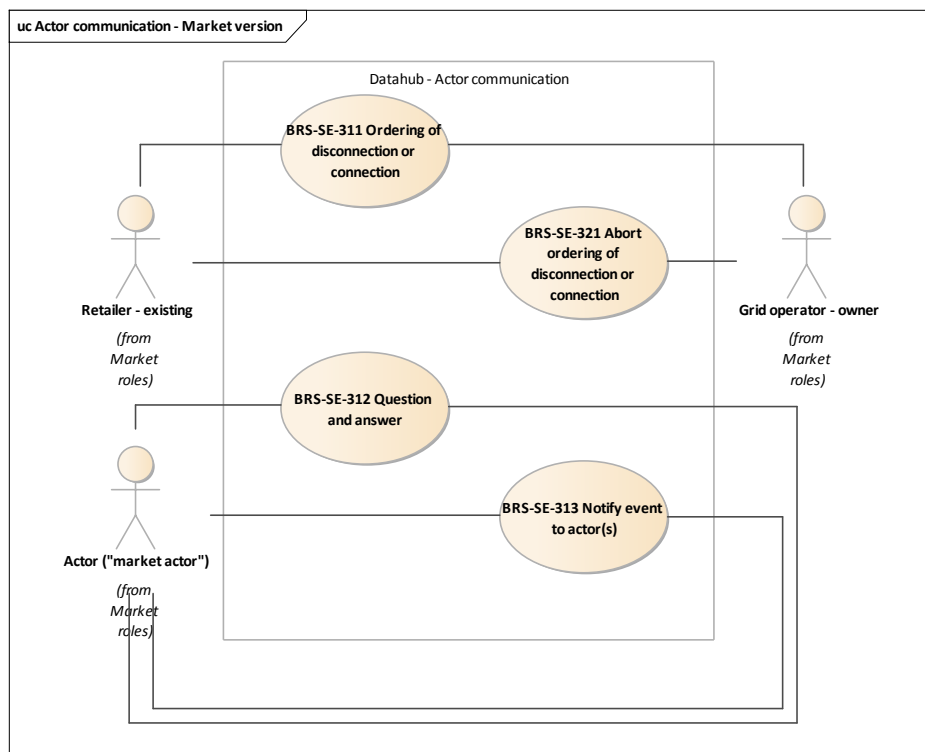 uc Actor communication - Market version
Datahub - Actor communication
BRS-SE-311 Ordering of
disconnection or
connection
BRS-SE-321 Abort
ordering of
disconnection or
connection
Retailer - existing
(from
Market
roles)
Grid operator - owner
(from
Market
roles)
BRS-SE-312 Question
and answer
BRS-SE-313 Notify event
to actor(s)
Actor ("market actor")
(from
Market
roles)